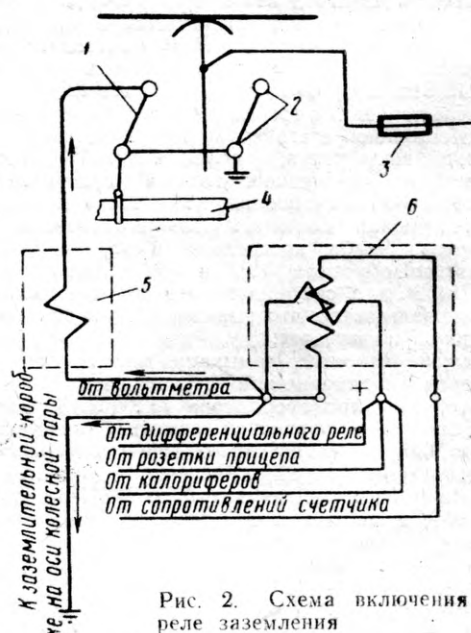 1
2
3
4
6
5
От вольтметра
+
От дифференциального реле
От розетки прицепа
От калориферов
От сопротивлений счетчика
К заземлительной короб-
ке на оси колесной пары
Рис. 2. Схема включения
реле заземления